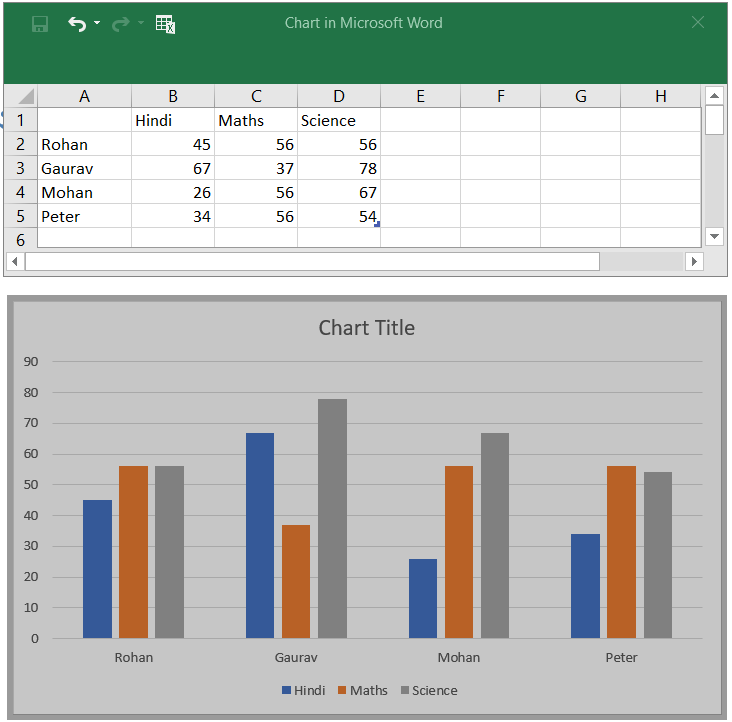 Chart in Microsoft Word
A B C D E F G H
1 Hindi Maths Science
2 Rohan 45 56 56
3 Gaurav 67 37 78
4 Mohan 26 56 67
5 Peter 34 56 54
6
Chart Title
90
80
70
60
50
40
30
20
10
0
Rohan Gaurav Mohan Peter
Hindi Maths Science